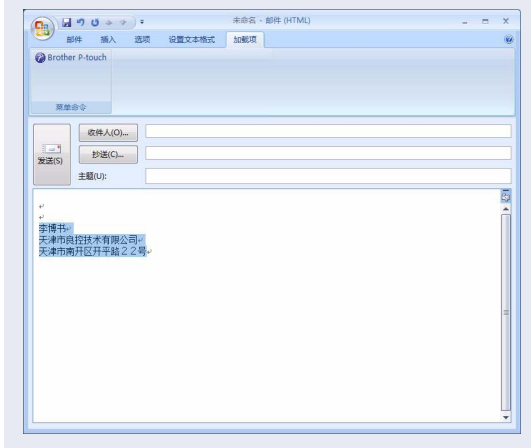 未命名 - 邮件 (HTML)
邮件 插入 选项 设置文本格式 加载项
Brother P-touch
菜单命令
收件人(O)...
发送(S)
抄送(C)...
主题(U):
李博书
天津市良控技术有限公司
天津市南开区开平路２２号